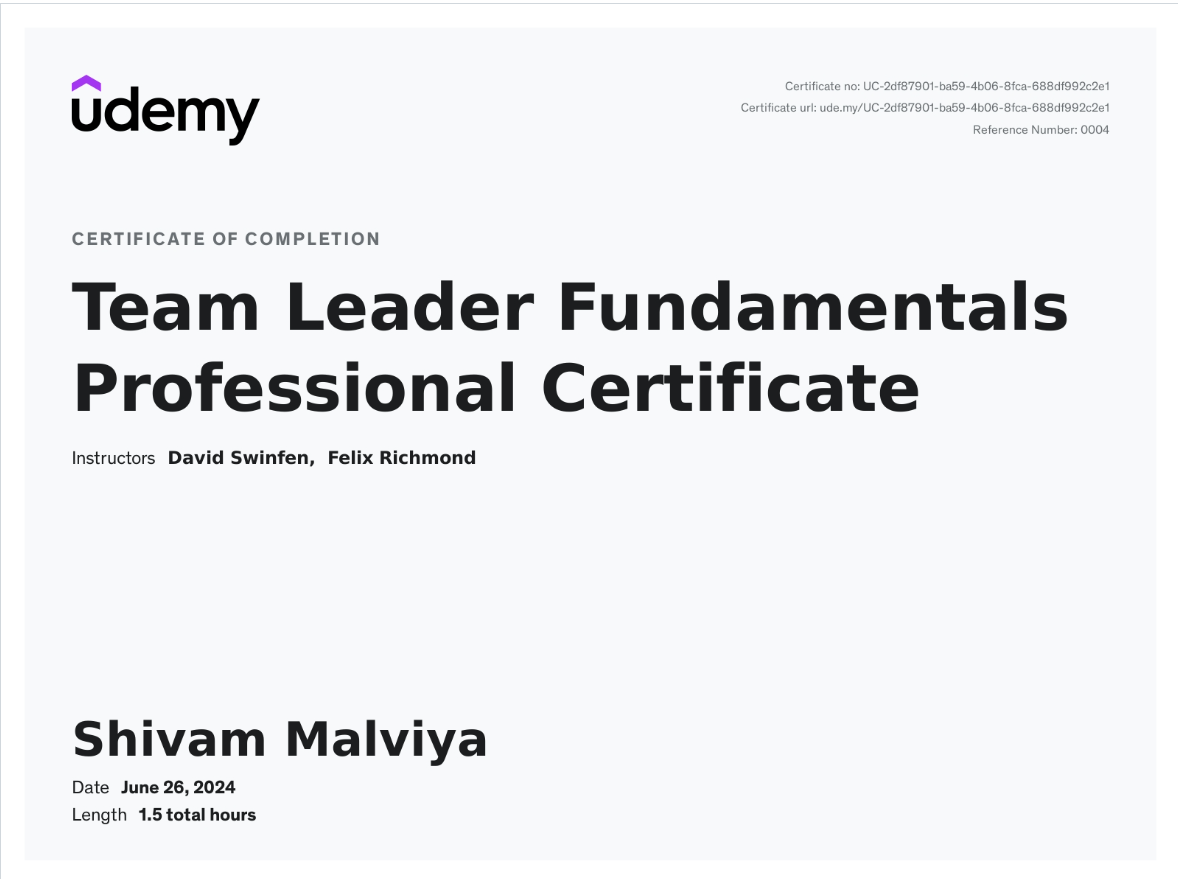 udemy
Certificate no: UC-2df87901-ba59-4b06-8fca-688df992c2e1
Certificate url: ude.my/UC-2df87901-ba59-4b06-8fca-688df992c2e1
Reference Number: 0004
CERTIFICATE OF COMPLETION
Team Leader Fundamentals
Professional Certificate
Instructors David Swinfen, Felix Richmond
Shivam Malviya
Date June 26, 2024
Length 1.5 total hours